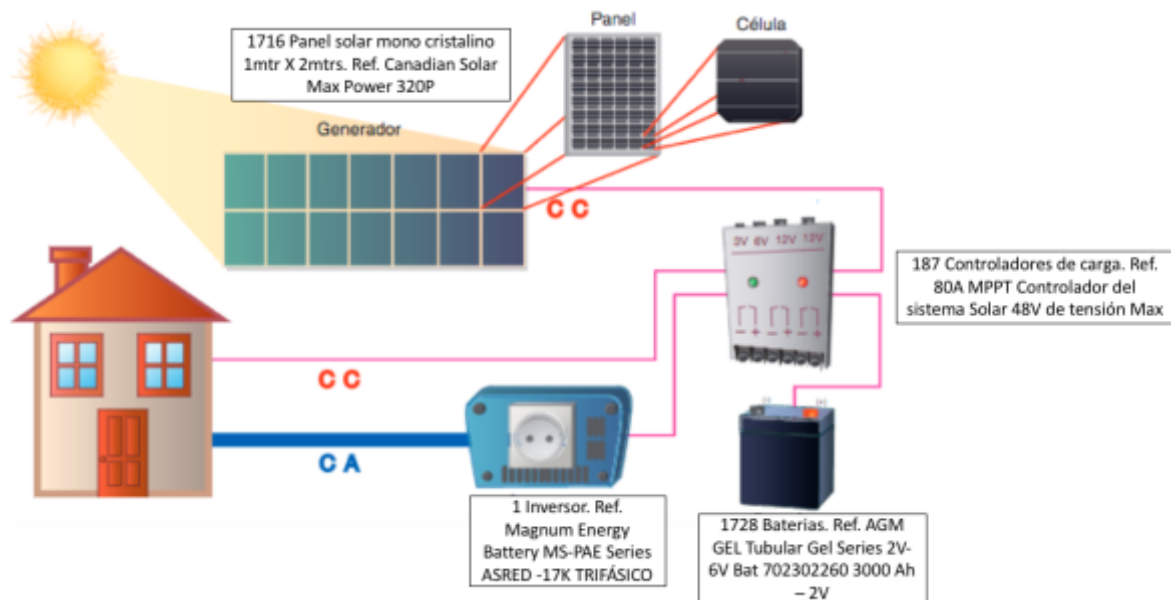 Panel
Célula
1716 Panel solar mono cristalino
1mtr X 2mtrs. Ref. Canadian Solar
Max Power 320P
Generador
C C
3V 6V 12V 12V
187 Controladores de carga. Ref.
80A MPPT Controlador del
sistema Solar 48V de tensión Max
− + − + − +
C C
(-) (+)
C A
1 Inversor. Ref.
Magnum Energy
Battery MS-PAE Series
ASRED -17K TRIFÁSICO
1728 Baterias. Ref. AGM
GEL Tubular Gel Series 2V-
6V Bat 702302260 3000 Ah
– 2V